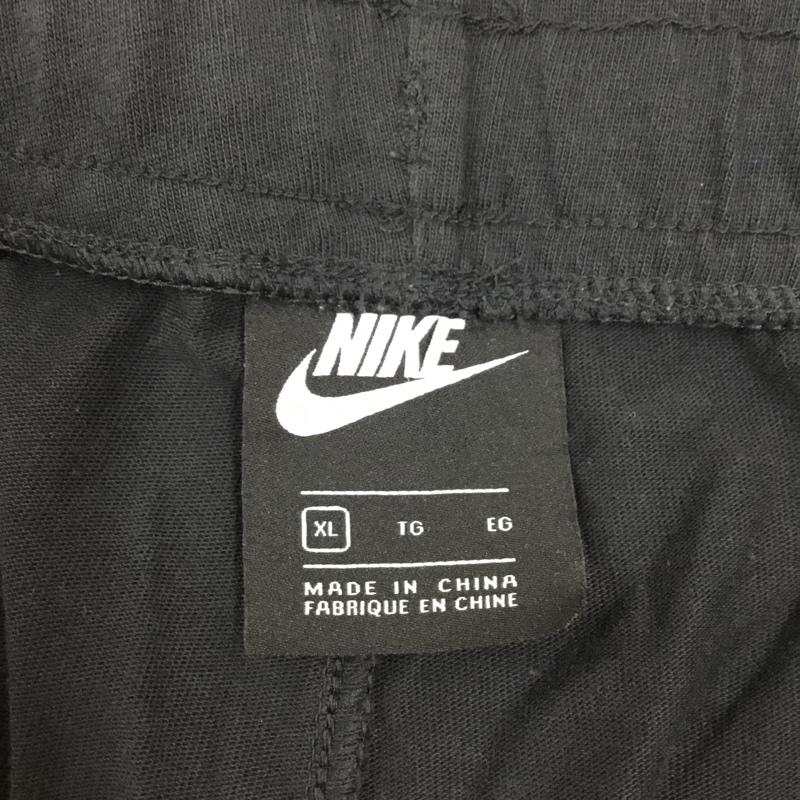 NIKE
XL TG EG
MADE IN CHINA
FABRIQUE EN CHINE